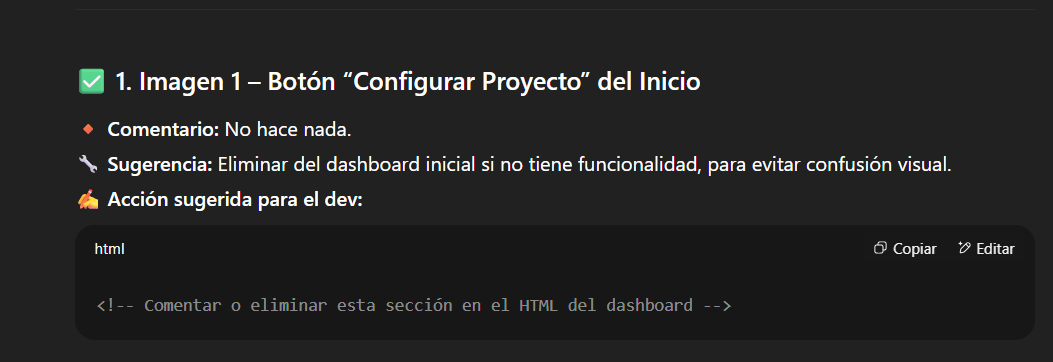 ✅ 1. Imagen 1 – Botón “Configurar Proyecto” del Inicio
🔸 Comentario: No hace nada.
🔧 Sugerencia: Eliminar del dashboard inicial si no tiene funcionalidad, para evitar confusión visual.
✍️ Acción sugerida para el dev:
html Copiar Editar
<!-- Comentar o eliminar esta sección en el HTML del dashboard -->